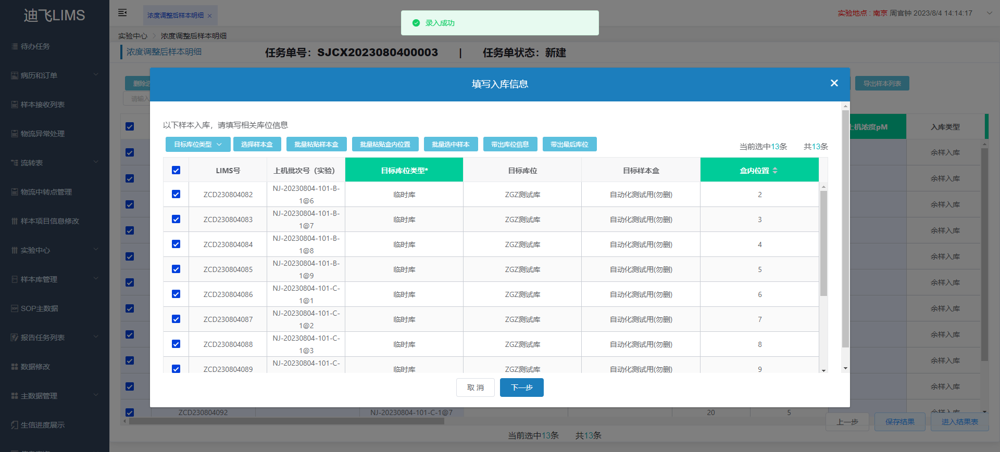 迪飞LIMS
待办任务
病历和订单
样本接收列表
物流异常处理
流转表
物流中转点管理
样本项目信息修改
实验中心
样本库管理
SOP主数据
报告任务列表
数据修改
主数据管理
生信进度展示
浓度调整后样本明细
录入成功
实验地点 : 南京 周官钟 2023/8/4 14:14:17
实验中心 浓度调整后样本明细
浓度调整后样本明细
任务单号：SJCX2023080400003 | 任务单状态：新建
删除
请输入
导出样本列表
填写入库信息
以下样本入库，请填写相关库位信息
目标库位类型 选择样本盒 批量粘贴样本盒 批量粘贴盒内位置 批量选中样本 带出库位信息 带出最后库位
当前选中13条 共13条
LIMS号 上机批次号（实验） 目标库位类型* 目标库位 目标样本盒 盒内位置
ZCD230804082 NJ-20230804-101-B-1@6 临时库 ZGZ测试库 自动化测试用(勿删) 2
ZCD230804083 NJ-20230804-101-B-1@7 临时库 ZGZ测试库 自动化测试用(勿删) 3
ZCD230804084 NJ-20230804-101-B-1@8 临时库 ZGZ测试库 自动化测试用(勿删) 4
ZCD230804085 NJ-20230804-101-B-1@9 临时库 ZGZ测试库 自动化测试用(勿删) 5
ZCD230804086 NJ-20230804-101-C-1@1 临时库 ZGZ测试库 自动化测试用(勿删) 6
ZCD230804087 NJ-20230804-101-C-1@2 临时库 ZGZ测试库 自动化测试用(勿删) 7
ZCD230804088 NJ-20230804-101-C-1@3 临时库 ZGZ测试库 自动化测试用(勿删) 8
ZCD230804089 NJ-20230804-101-C- 临时库 ZGZ测试库 自动化测试用(勿删) 9
取 消 下一步
上机浓度pM 入库类型
余样入库
余样入库
余样入库
余样入库
余样入库
余样入库
余样入库
余样入库
余样入库
余样入库
ZCD230804092 NJ-20230804-101-C-1@7 20 5 余样入库
上一步 保存结果 进入结果表
当前选中13条 共13条